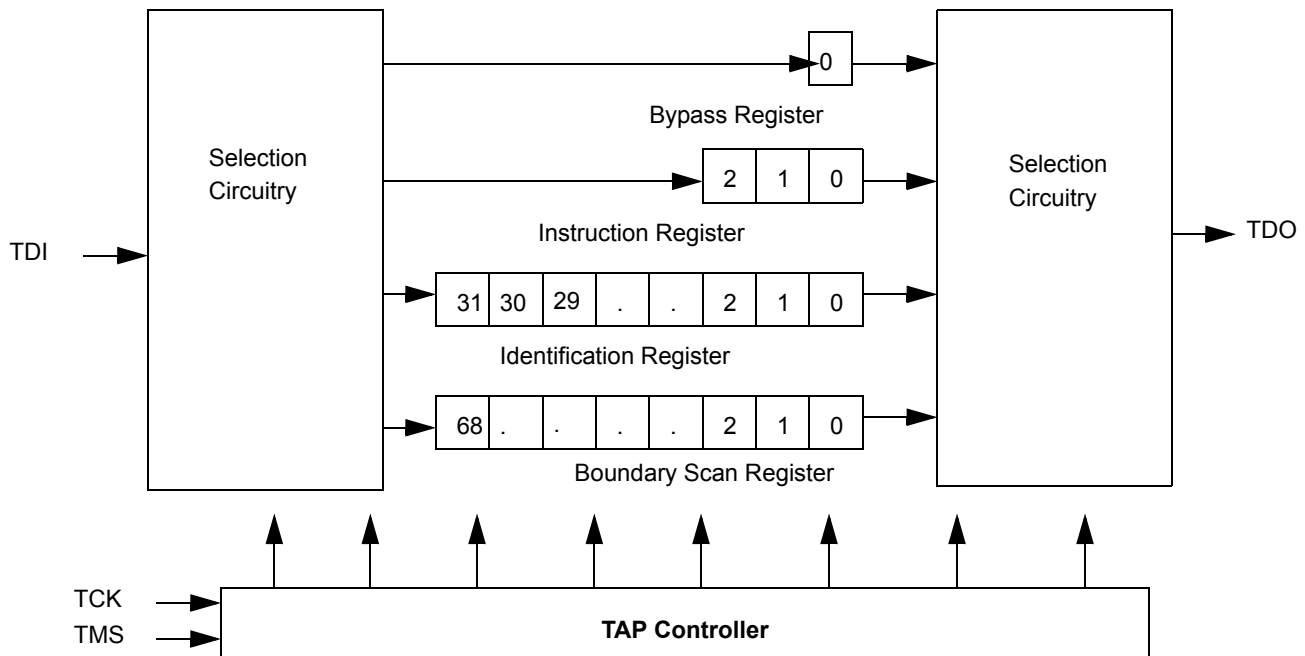 0
Bypass Register
Selection
Circuitry
Selection
Circuitry
2 1 0
Instruction Register
TDI
TDO
31 30 29 . . 2 1 0
Identification Register
68 . . . . 2 1 0
Boundary Scan Register
TCK
TMS
TAP Controller